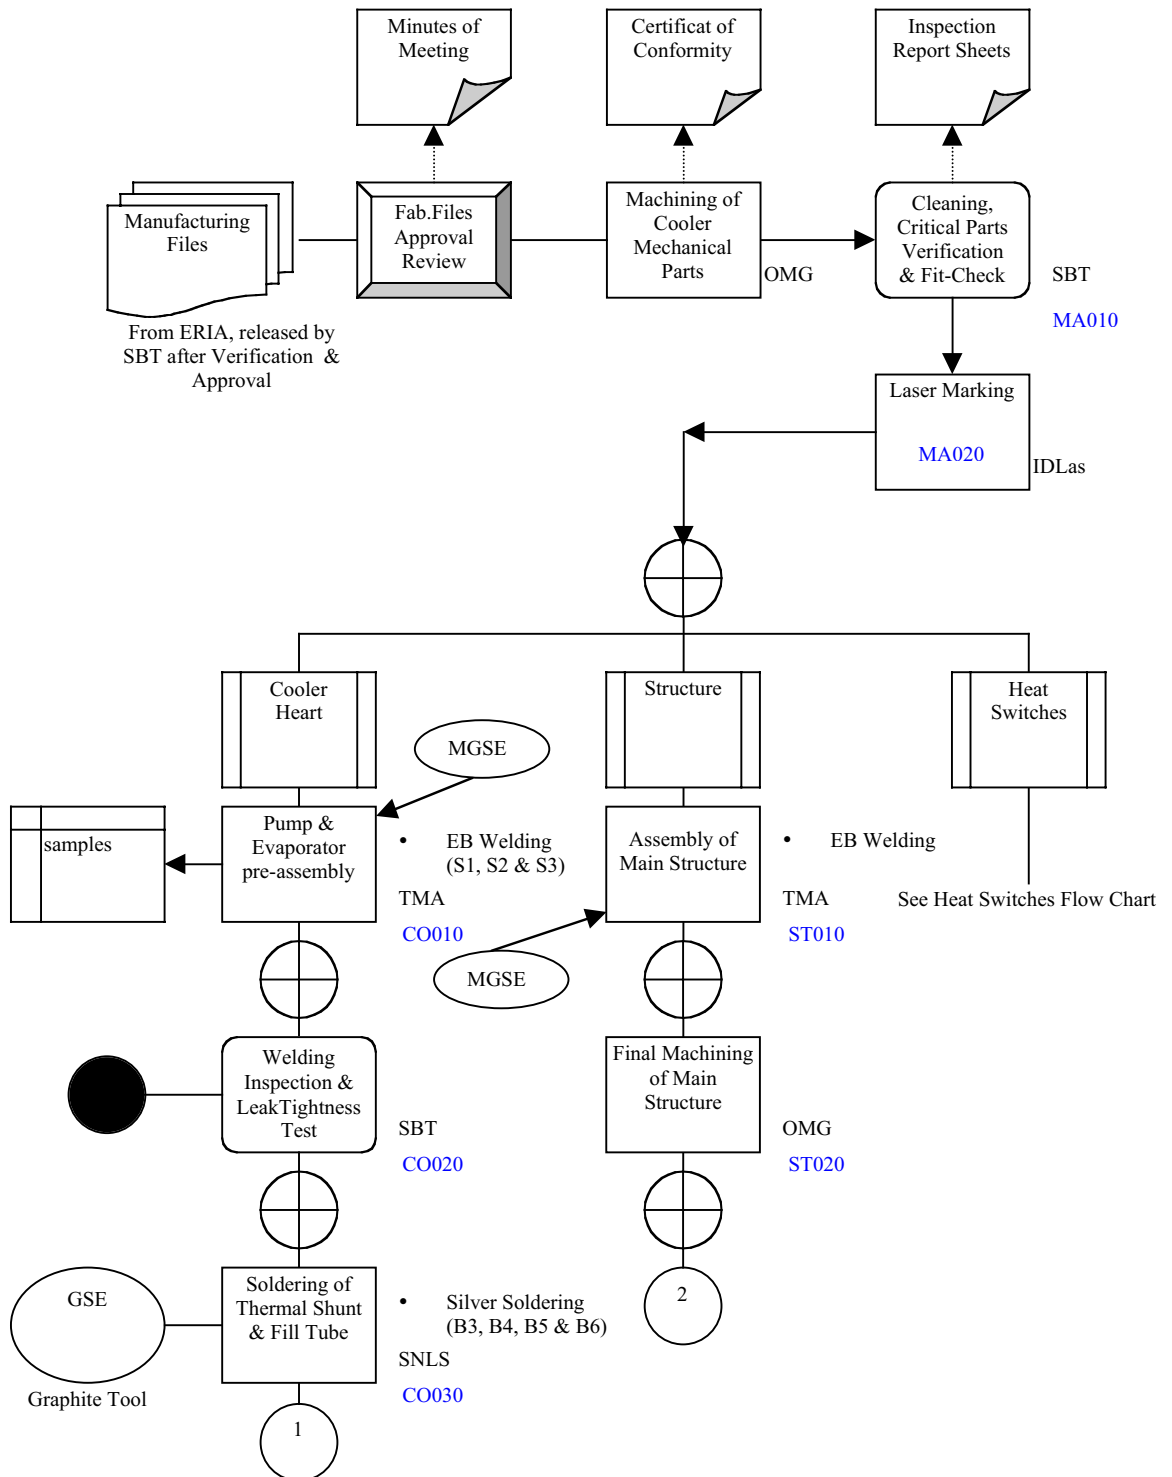 Minutes of
Meeting
Certificat of
Conformity
Inspection
Report Sheets
Manufacturing
Files
Fab.Files
Approval
Review
Machining of
Cooler
Mechanical
Parts
OMG
Cleaning,
Critical Parts
Verification
& Fit-Check
SBT
MA010
From ERIA, released by
SBT after Verification &
Approval
Laser Marking
MA020
IDLas
Cooler
Heart
Structure
Heat
Switches
MGSE
samples
Pump &
Evaporator
pre-assembly
• EB Welding
(S1, S2 & S3)
TMA
CO010
Assembly of
Main Structure
• EB Welding
TMA
ST010
See Heat Switches Flow Chart
MGSE
Welding
Inspection &
LeakTightness
Test
SBT
CO020
Final Machining
of Main
Structure
OMG
ST020
GSE
Graphite Tool
Soldering of
Thermal Shunt
& Fill Tube
• Silver Soldering
(B3, B4, B5 & B6)
SNLS
CO030
2
1